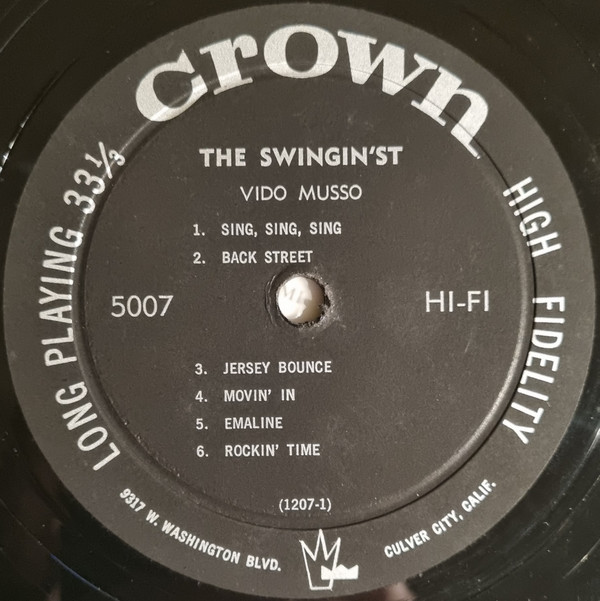 crown
THE SWINGIN'ST
VIDO MUSSO
1. SING, SING, SING
2. BACK STREET
5007
HI-FI
3. JERSEY BOUNCE
4. MOVIN' IN
5. EMALINE
6. ROCKIN' TIME
(1207-1)
LONG PLAYING 33⅓
HIGH FIDELITY
9317 W. WASHINGTON BLVD.
CULVER CITY, CALIF.